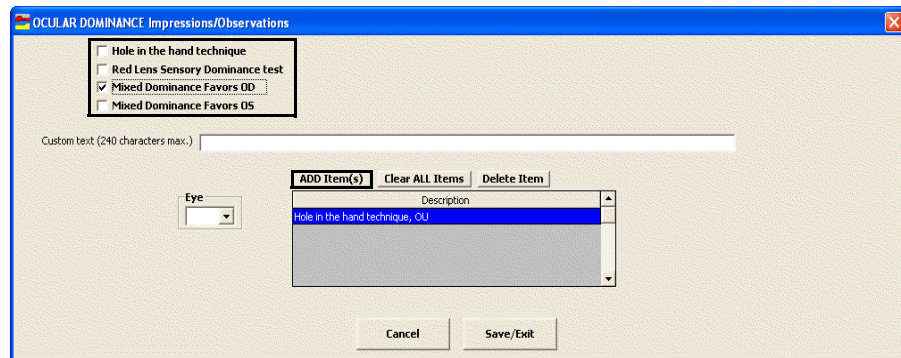 OCULAR DOMINANCE Impressions/Observations
Hole in the hand technique
Red Lens Sensory Dominance test
Mixed Dominance Favors OD
Mixed Dominance Favors OS
Custom text (240 characters max.)
ADD Item(s) Clear ALL Items Delete Item
Eye
Description
Hole in the hand technique, OU
Cancel Save/Exit